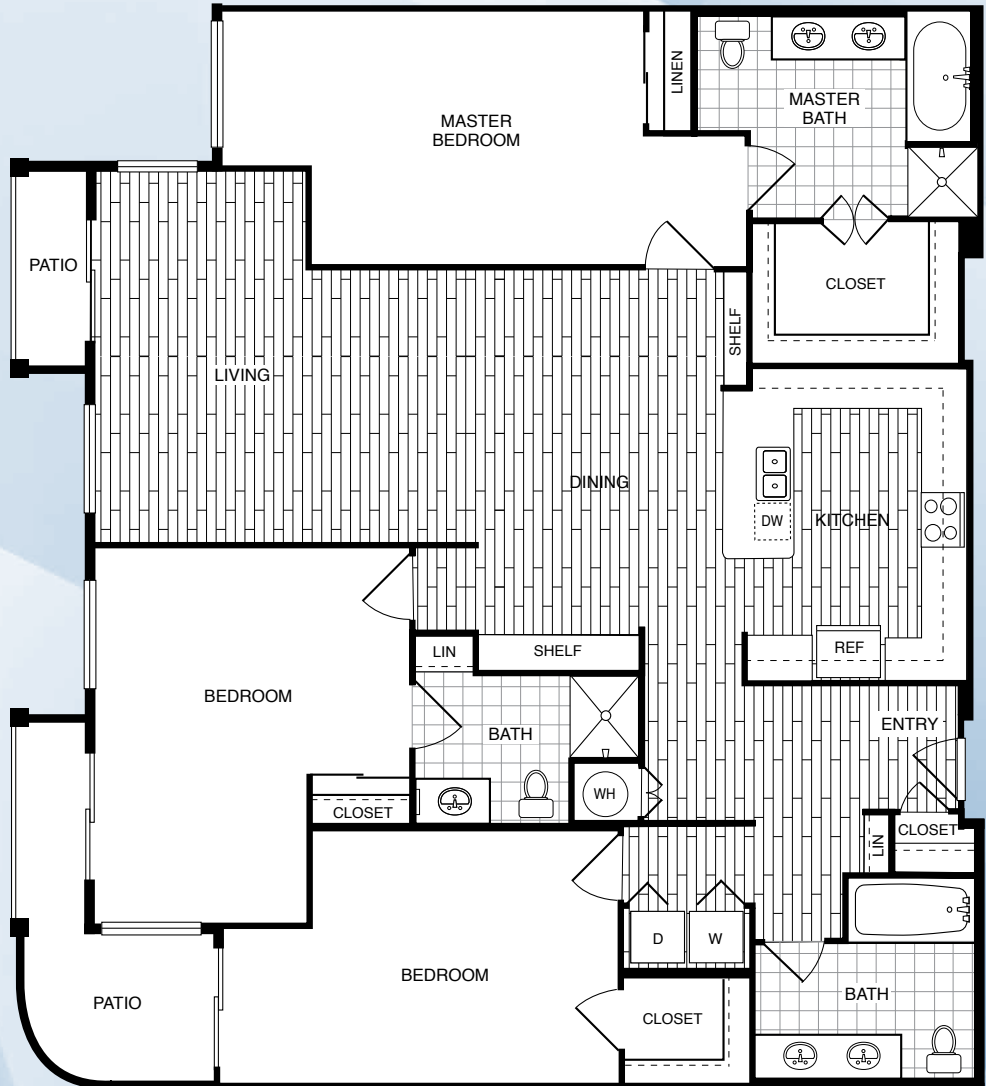 LINEN
MASTER
BEDROOM
MASTER
BATH
PATIO
CLOSET
SHELF
LIVING
DINING
DW
KITCHEN
REF
LIN
SHELF
BEDROOM
BATH
ENTRY
WH
CLOSET
CLOSET
LIN
D
W
BEDROOM
PATIO
BATH
CLOSET